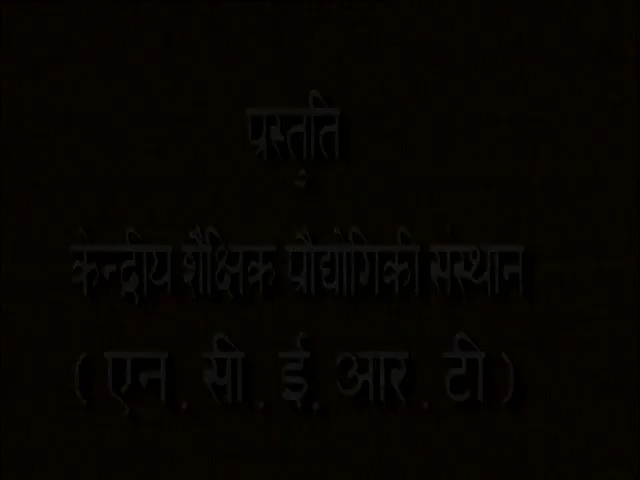 प्रस्तुति
केन्द्रीय शैक्षिक प्रौद्योगिकी संस्थान
( एन . सी . ई . आर . टी )